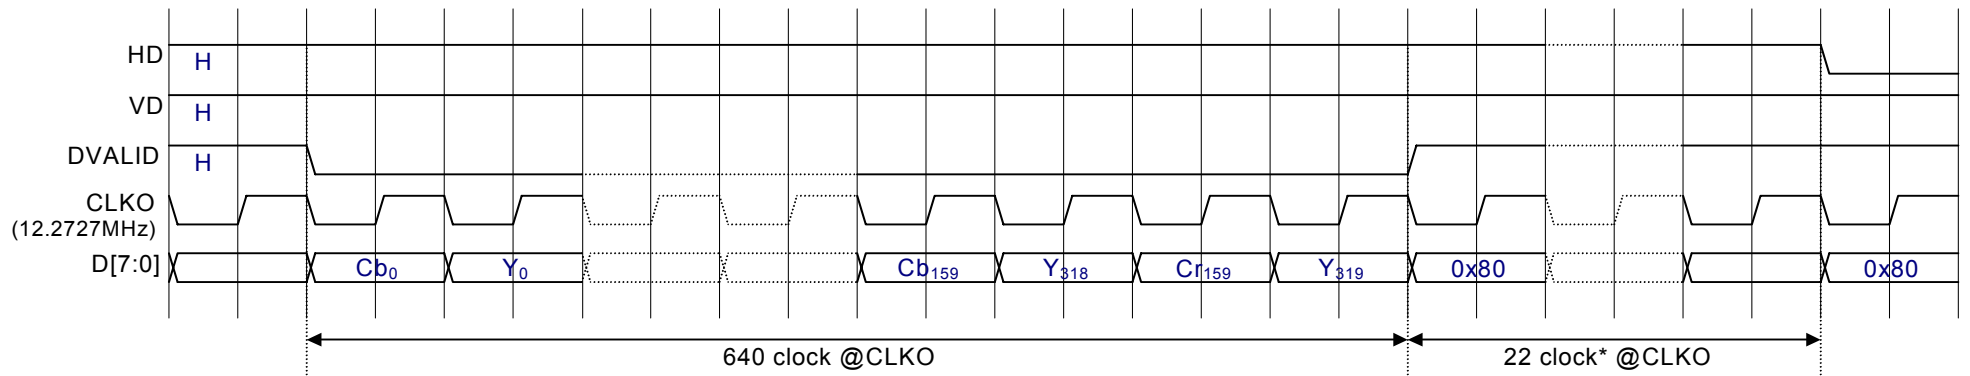 HD
H
VD
H
DVALID
H
CLKO
(12.2727MHz)
D[7:0]
Cb₀ Y₀ Cb₁₅₉ Y₃₁₈ Cr₁₅₉ Y₃₁₉ 0x80 0x80
640 clock @CLKO 22 clock* @CLKO